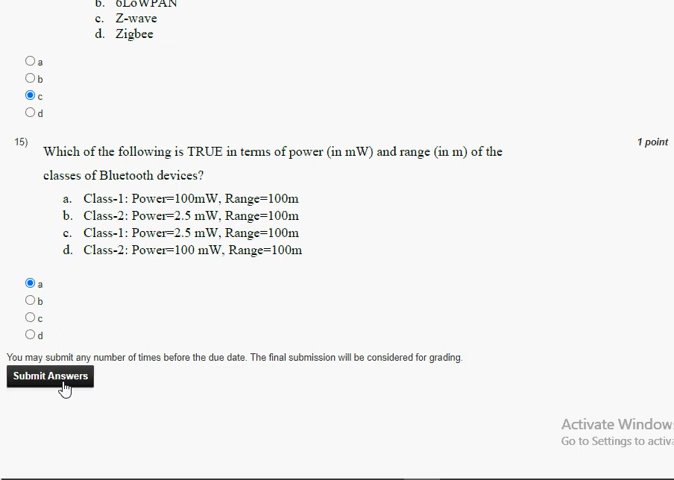 b. 6LoWPAN
c. Z-wave
d. Zigbee
a
b
c
d
15)
1 point
Which of the following is TRUE in terms of power (in mW) and range (in m) of the
classes of Bluetooth devices?
a. Class-1: Power=100mW, Range=100m
b. Class-2: Power=2.5 mW, Range=100m
c. Class-1: Power=2.5 mW, Range=100m
d. Class-2: Power=100 mW, Range=100m
a
b
c
d
You may submit any number of times before the due date. The final submission will be considered for grading.
Submit Answers
Activate Window
Go to Settings to activa